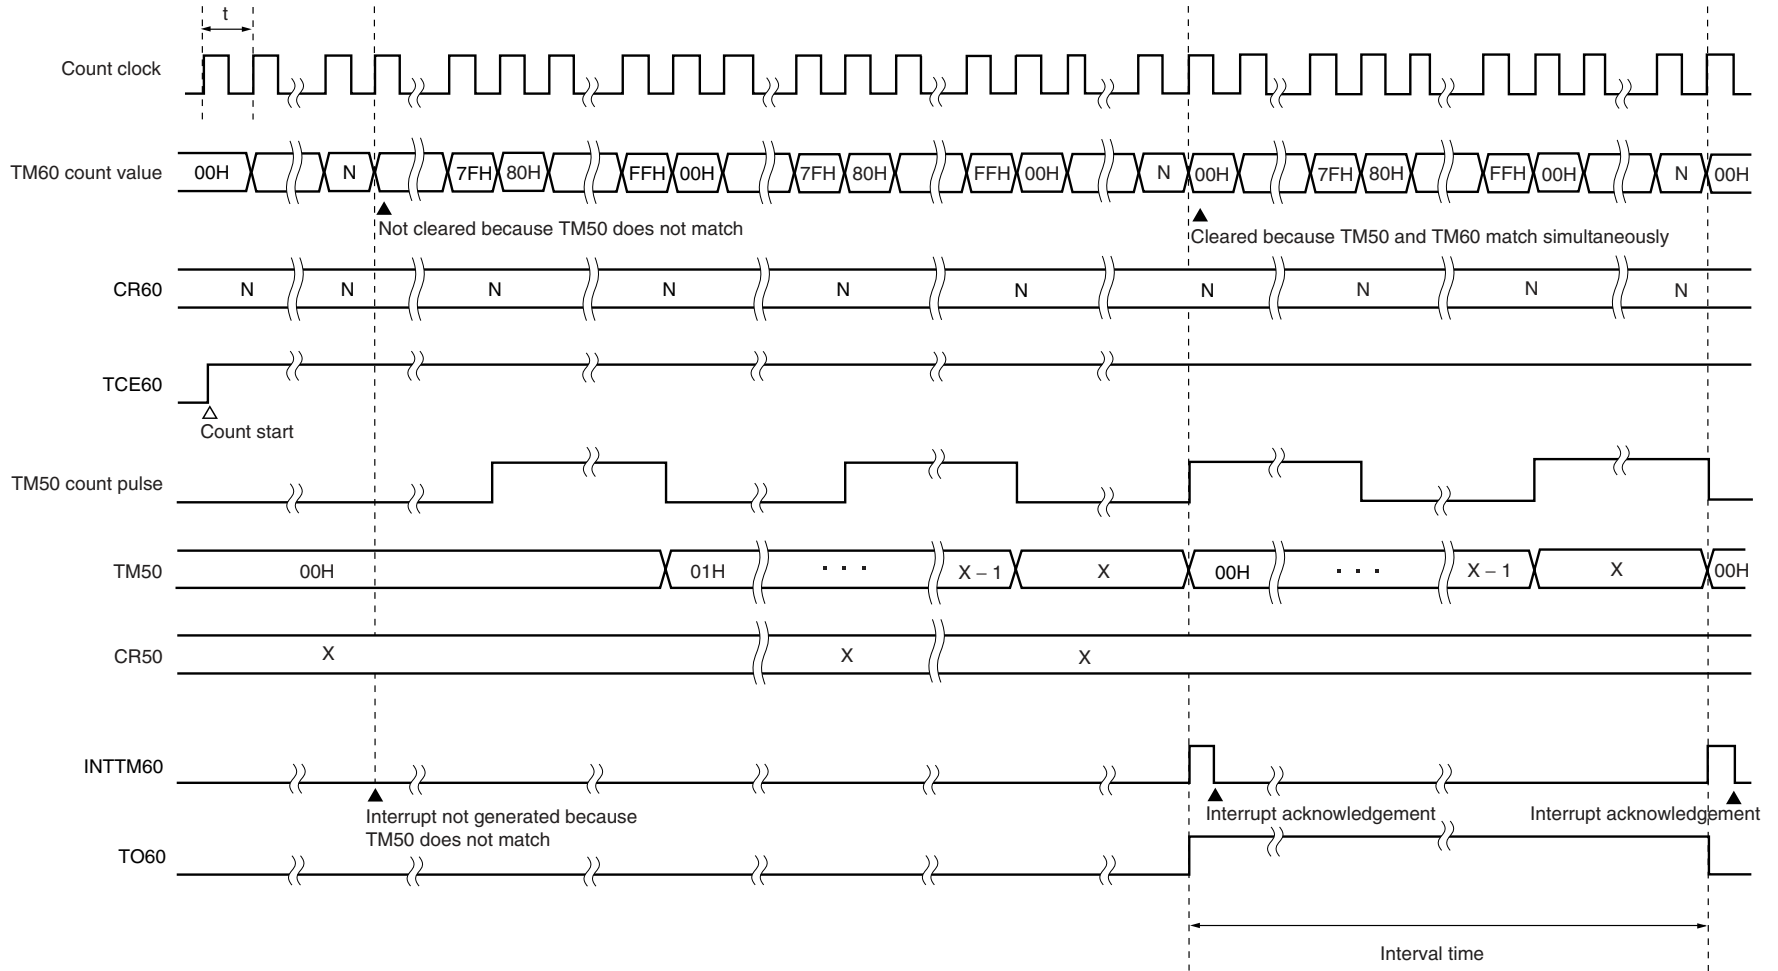 t
Count clock
TM60 count value 00H N 7FH 80H FFH 00H 7FH 80H FFH 00H N 00H 7FH 80H FFH 00H N 00H
Not cleared because TM50 does not match
Cleared because TM50 and TM60 match simultaneously
CR60 N N N N N N N N N N
TCE60
Count start
TM50 count pulse
TM50 00H 01H · · · X – 1 X 00H · · · X – 1 X 00H
CR50 X X X
INTTM60
Interrupt not generated because
TM50 does not match
Interrupt acknowledgement Interrupt acknowledgement
TO60
Interval time